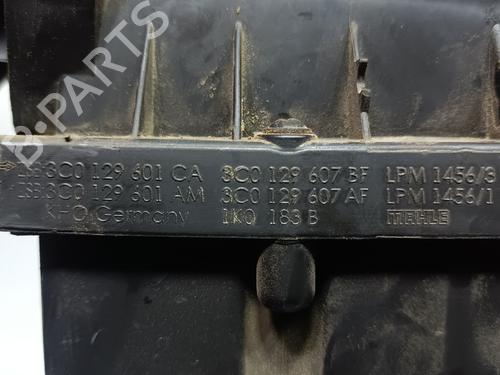 3C0 129 601 CA 3C0 129 607 BF LPM 1456/3
3C0 129 601 AM 3C0 129 607 AF LPM 1456/1
Germany 1K0 183 B MAHLE
B-PARTS